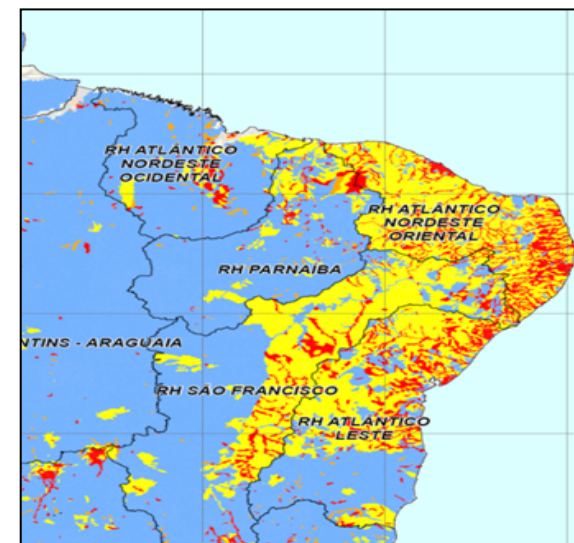 RH ATLÂNTICO
NORDESTE
OCIDENTAL
RH ATLÂNTICO
NORDESTE
ORIENTAL
RH PARNAÍBA
NTINS - ARAGUAIA
RH SÃO FRANCISCO
RH ATLÂNTICO
LESTE